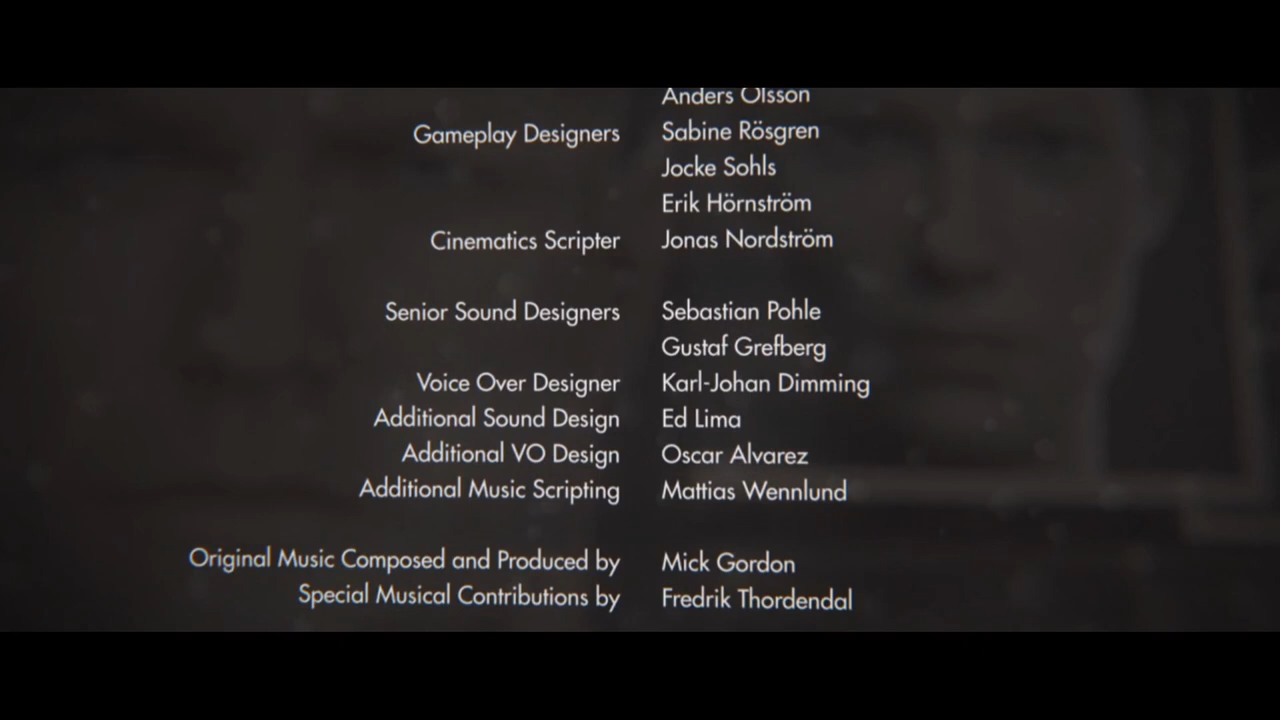 Anders Olsson
Gameplay Designers Sabine Rösgren
Jocke Sohls
Erik Hörnström
Cinematics Scripter Jonas Nordström
Senior Sound Designers Sebastian Pohle
Gustaf Grefberg
Voice Over Designer Karl-Johan Dimming
Additional Sound Design Ed Lima
Additional VO Design Oscar Alvarez
Additional Music Scripting Mattias Wennlund
Original Music Composed and Produced by Mick Gordon
Special Musical Contributions by Fredrik Thordendal